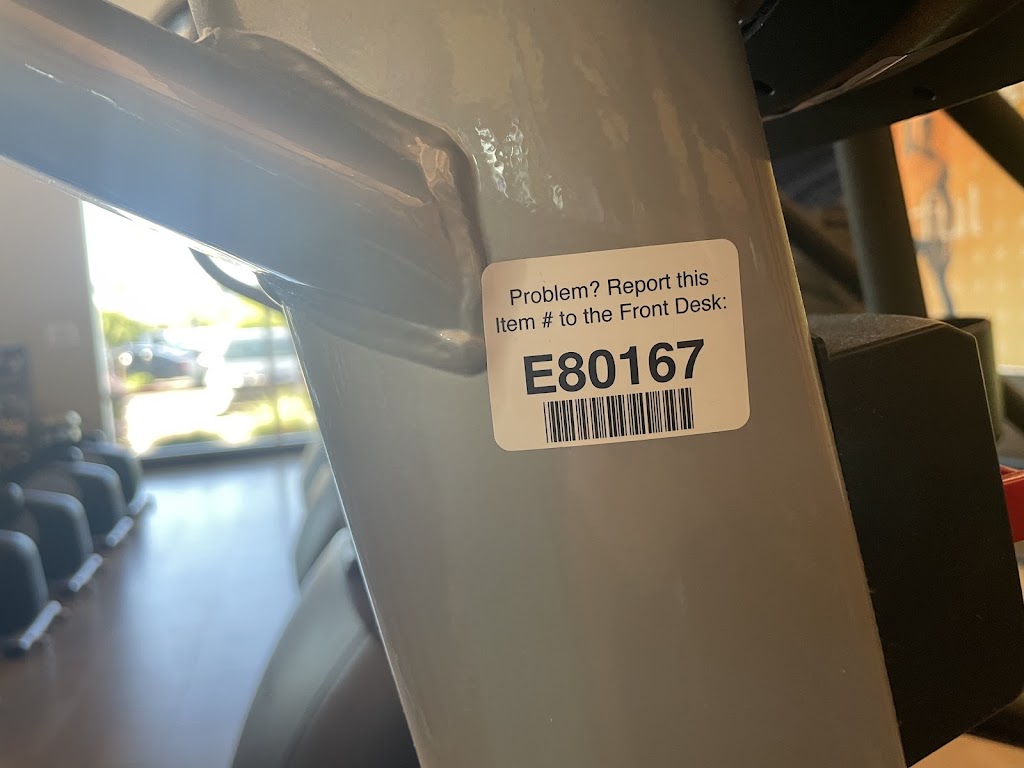 Problem? Report this
Item # to the Front Desk:
E80167